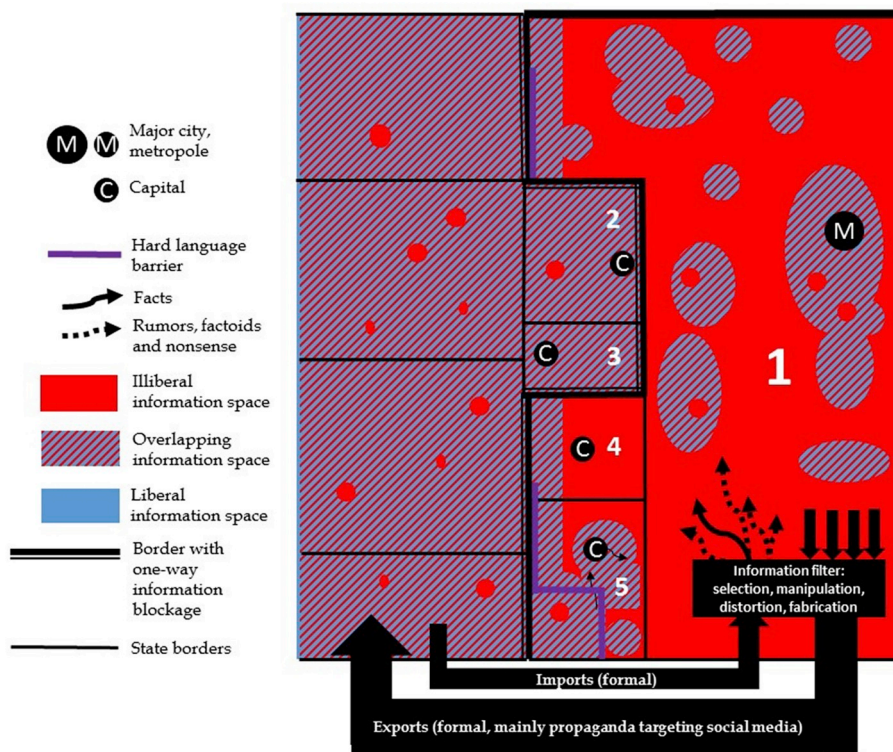 M M Major city,
metropole
C Capital
Hard language
barrier
Facts
Rumors, factoids
and nonsense
Illiberal
information space
Overlapping
information space
Liberal
information space
Border with
one-way
information
blockage
State borders
2
C
M
C
3
1
C
4
C
5
Information filter:
selection, manipulation,
distortion, fabrication
Imports (formal)
Exports (formal, mainly propaganda targeting social media)